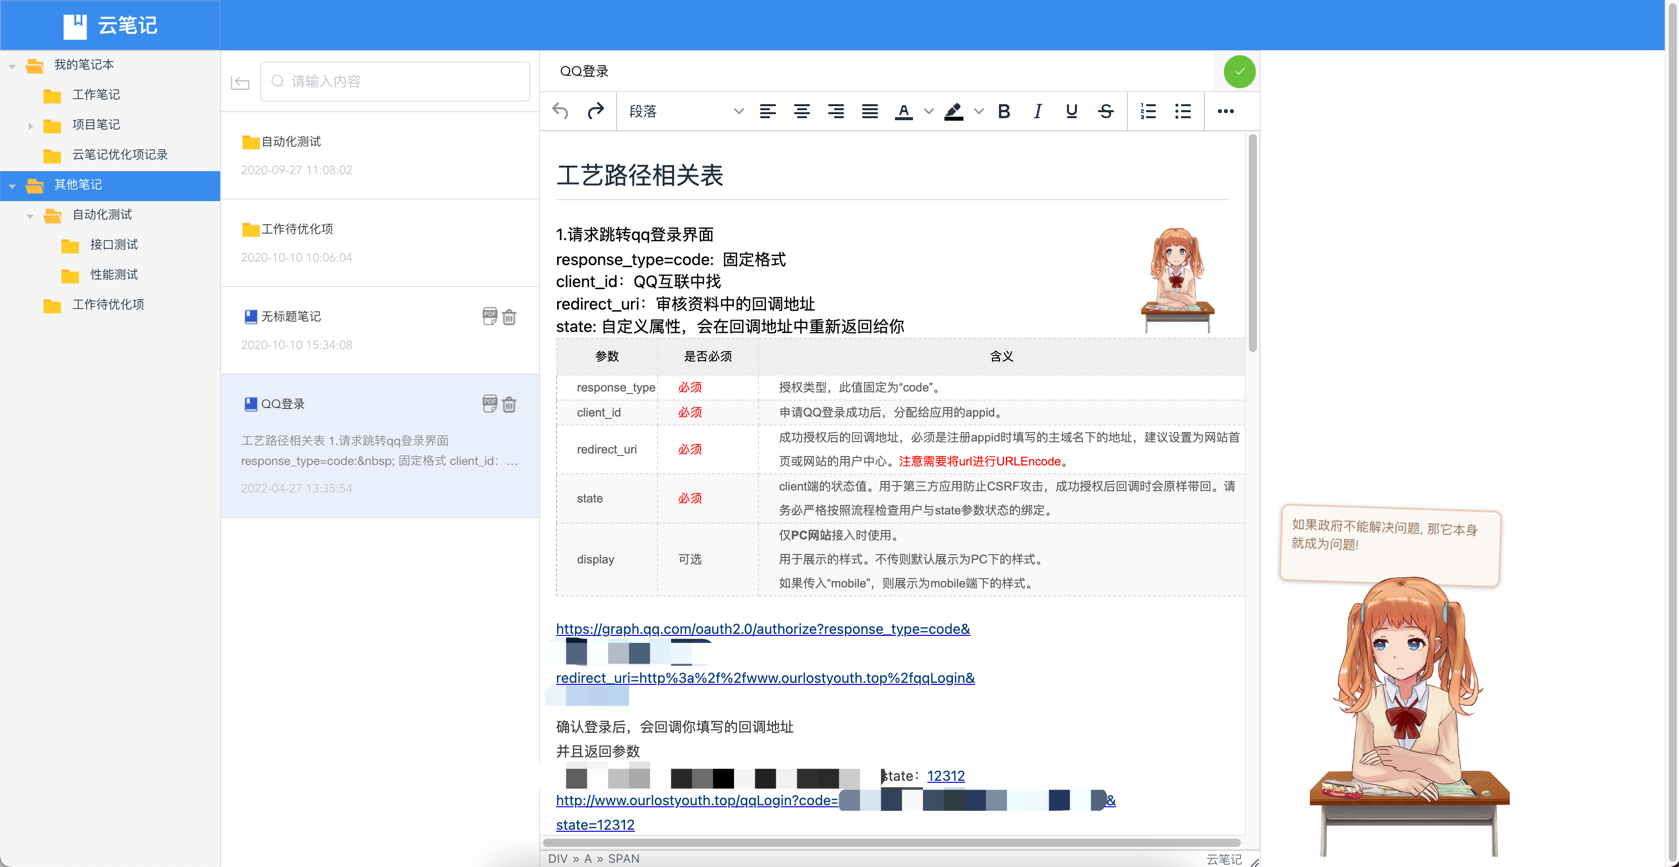 云笔记
我的笔记本
工作笔记
项目笔记
云笔记优化项记录
其他笔记
自动化测试
接口测试
性能测试
工作待优化项
请输入内容
自动化测试
2020-09-27 11:08:02
工作待优化项
2020-10-10 10:06:04
无标题笔记
2020-10-10 15:34:08
QQ登录
工艺路径相关表 1.请求跳转qq登录界面
response_type=code:&nbsp; 固定格式 client_id： …
2022-04-27 13:35:54
QQ登录
段落
工艺路径相关表
1.请求跳转qq登录界面
response_type=code: 固定格式
client_id：QQ互联中找
redirect_uri：审核资料中的回调地址
state: 自定义属性，会在回调地址中重新返回给你
参数 是否必须 含义
response_type 必须 授权类型，此值固定为“code”。
client_id 必须 申请QQ登录成功后，分配给应用的appid。
redirect_uri 必须 成功授权后的回调地址，必须是注册appid时填写的主域名下的地址，建议设置为网站首
页或网站的用户中心。注意需要将url进行URLEncode。
state 必须 client端的状态值。用于第三方应用防止CSRF攻击，成功授权后回调时会原样带回。请
务必严格按照流程检查用户与state参数状态的绑定。
display 可选 仅PC网站接入时使用。
用于展示的样式。不传则默认展示为PC下的样式。
如果传入“mobile”，则展示为mobile端下的样式。
https://graph.qq.com/oauth2.0/authorize?response_type=code&
redirect_uri=http%3a%2f%2fwww.ourlostyouth.top%2fqqLogin&
确认登录后，会回调你填写的回调地址
并且返回参数
state：12312
http://www.ourlostyouth.top/qqLogin?code= &
state=12312
DIV » A » SPAN
云笔记
如果政府不能解决问题, 那它本身
就成为问题!